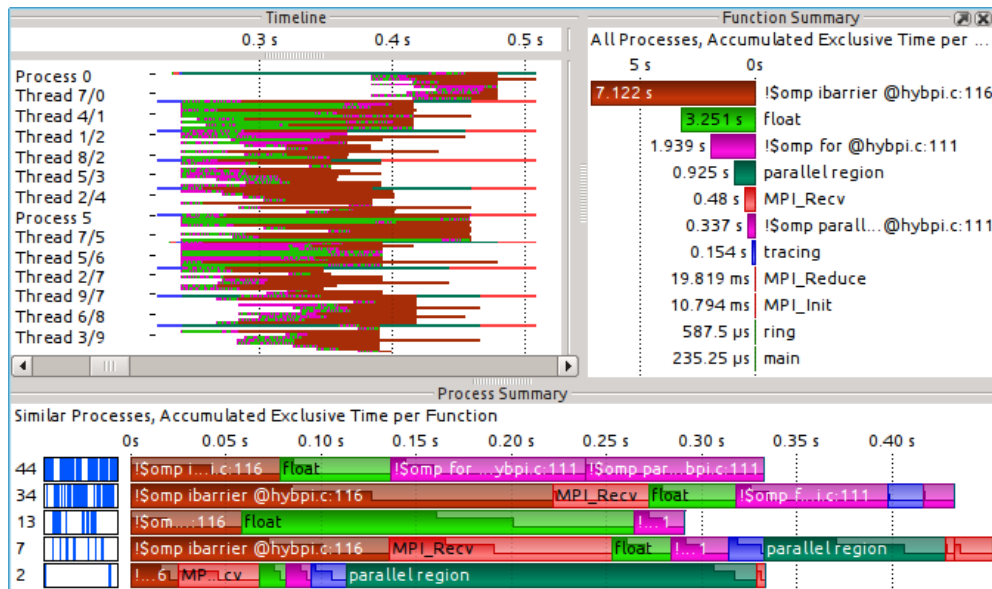 Timeline
0.3 s 0.4 s 0.5 s
Process 0
Thread 7/0
Thread 4/1
Thread 1/2
Thread 8/2
Thread 5/3
Thread 2/4
Process 5
Thread 7/5
Thread 5/6
Thread 2/7
Thread 9/7
Thread 6/8
Thread 3/9
Function Summary
All Processes, Accumulated Exclusive Time per ...
5 s 0s
7.122 s !$omp ibarrier @hybpi.c:116
3.251 s float
1.939 s !$omp for @hybpi.c:111
0.925 s parallel region
0.48 s MPI_Recv
0.337 s !$omp parall...@hybpi.c:111
0.154 s tracing
19.819 ms MPI_Reduce
10.794 ms MPI_Init
587.5 µs ring
235.25 µs main
Process Summary
Similar Processes, Accumulated Exclusive Time per Function
0s 0.05 s 0.10 s 0.15 s 0.20 s 0.25 s 0.30 s 0.35 s 0.40 s
44 !$omp i...i.c:116 float !$omp for ...ybpi.c:111 !$omp par...bpi.c:111
34 !$omp ibarrier @hybpi.c:116 MPI_Recv float !$omp f...i.c:111
13 !$om...:116 float !...1
7 !$omp ibarrier @hybpi.c:116 MPI_Recv float !...1 parallel region
2 !...6 MP...cv parallel region